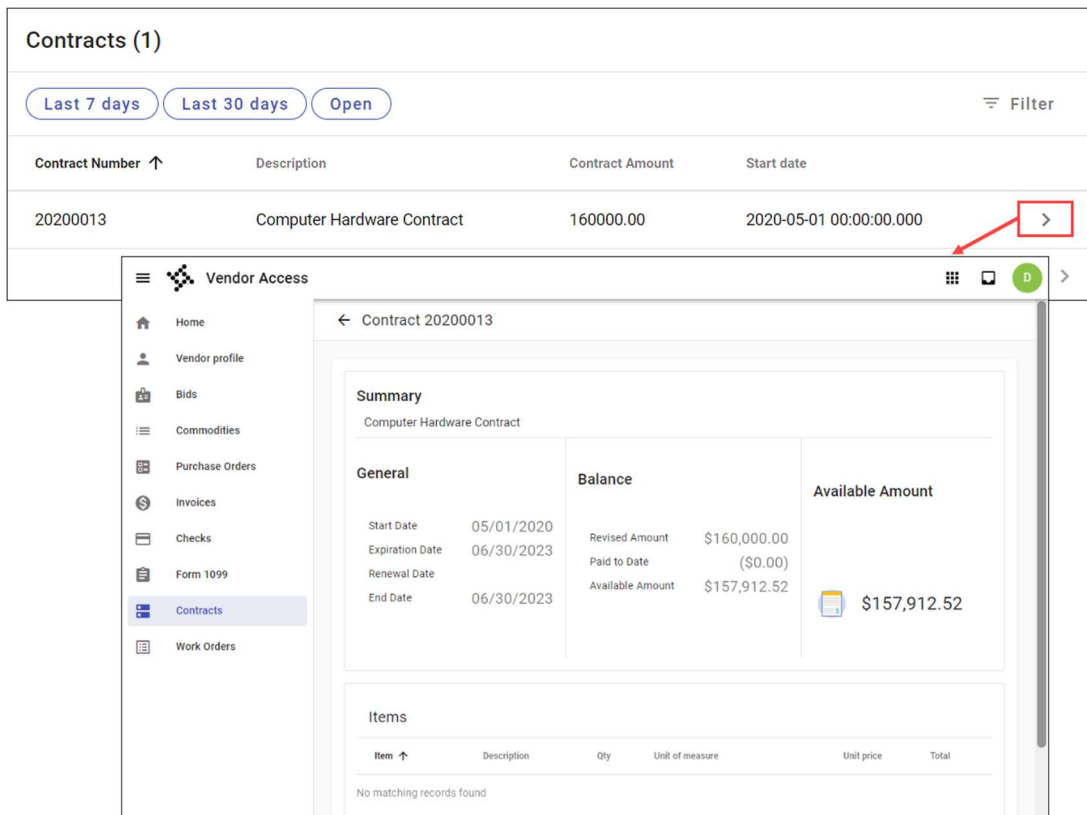 Contracts (1)
Last 7 days Last 30 days Open Filter
Contract Number Description Contract Amount Start date
20200013 Computer Hardware Contract 160000.00 2020-05-01 00:00:00.000
Vendor Access D
Home
Vendor profile
Bids
Commodities
Purchase Orders
Invoices
Checks
Form 1099
Contracts
Work Orders
Contract 20200013
Summary
Computer Hardware Contract
General
Start Date 05/01/2020
Expiration Date 06/30/2023
Renewal Date
End Date 06/30/2023
Balance
Revised Amount $160,000.00
Paid to Date ($0.00)
Available Amount $157,912.52
Available Amount
$157,912.52
Items
Item Description Qty Unit of measure Unit price Total
No matching records found